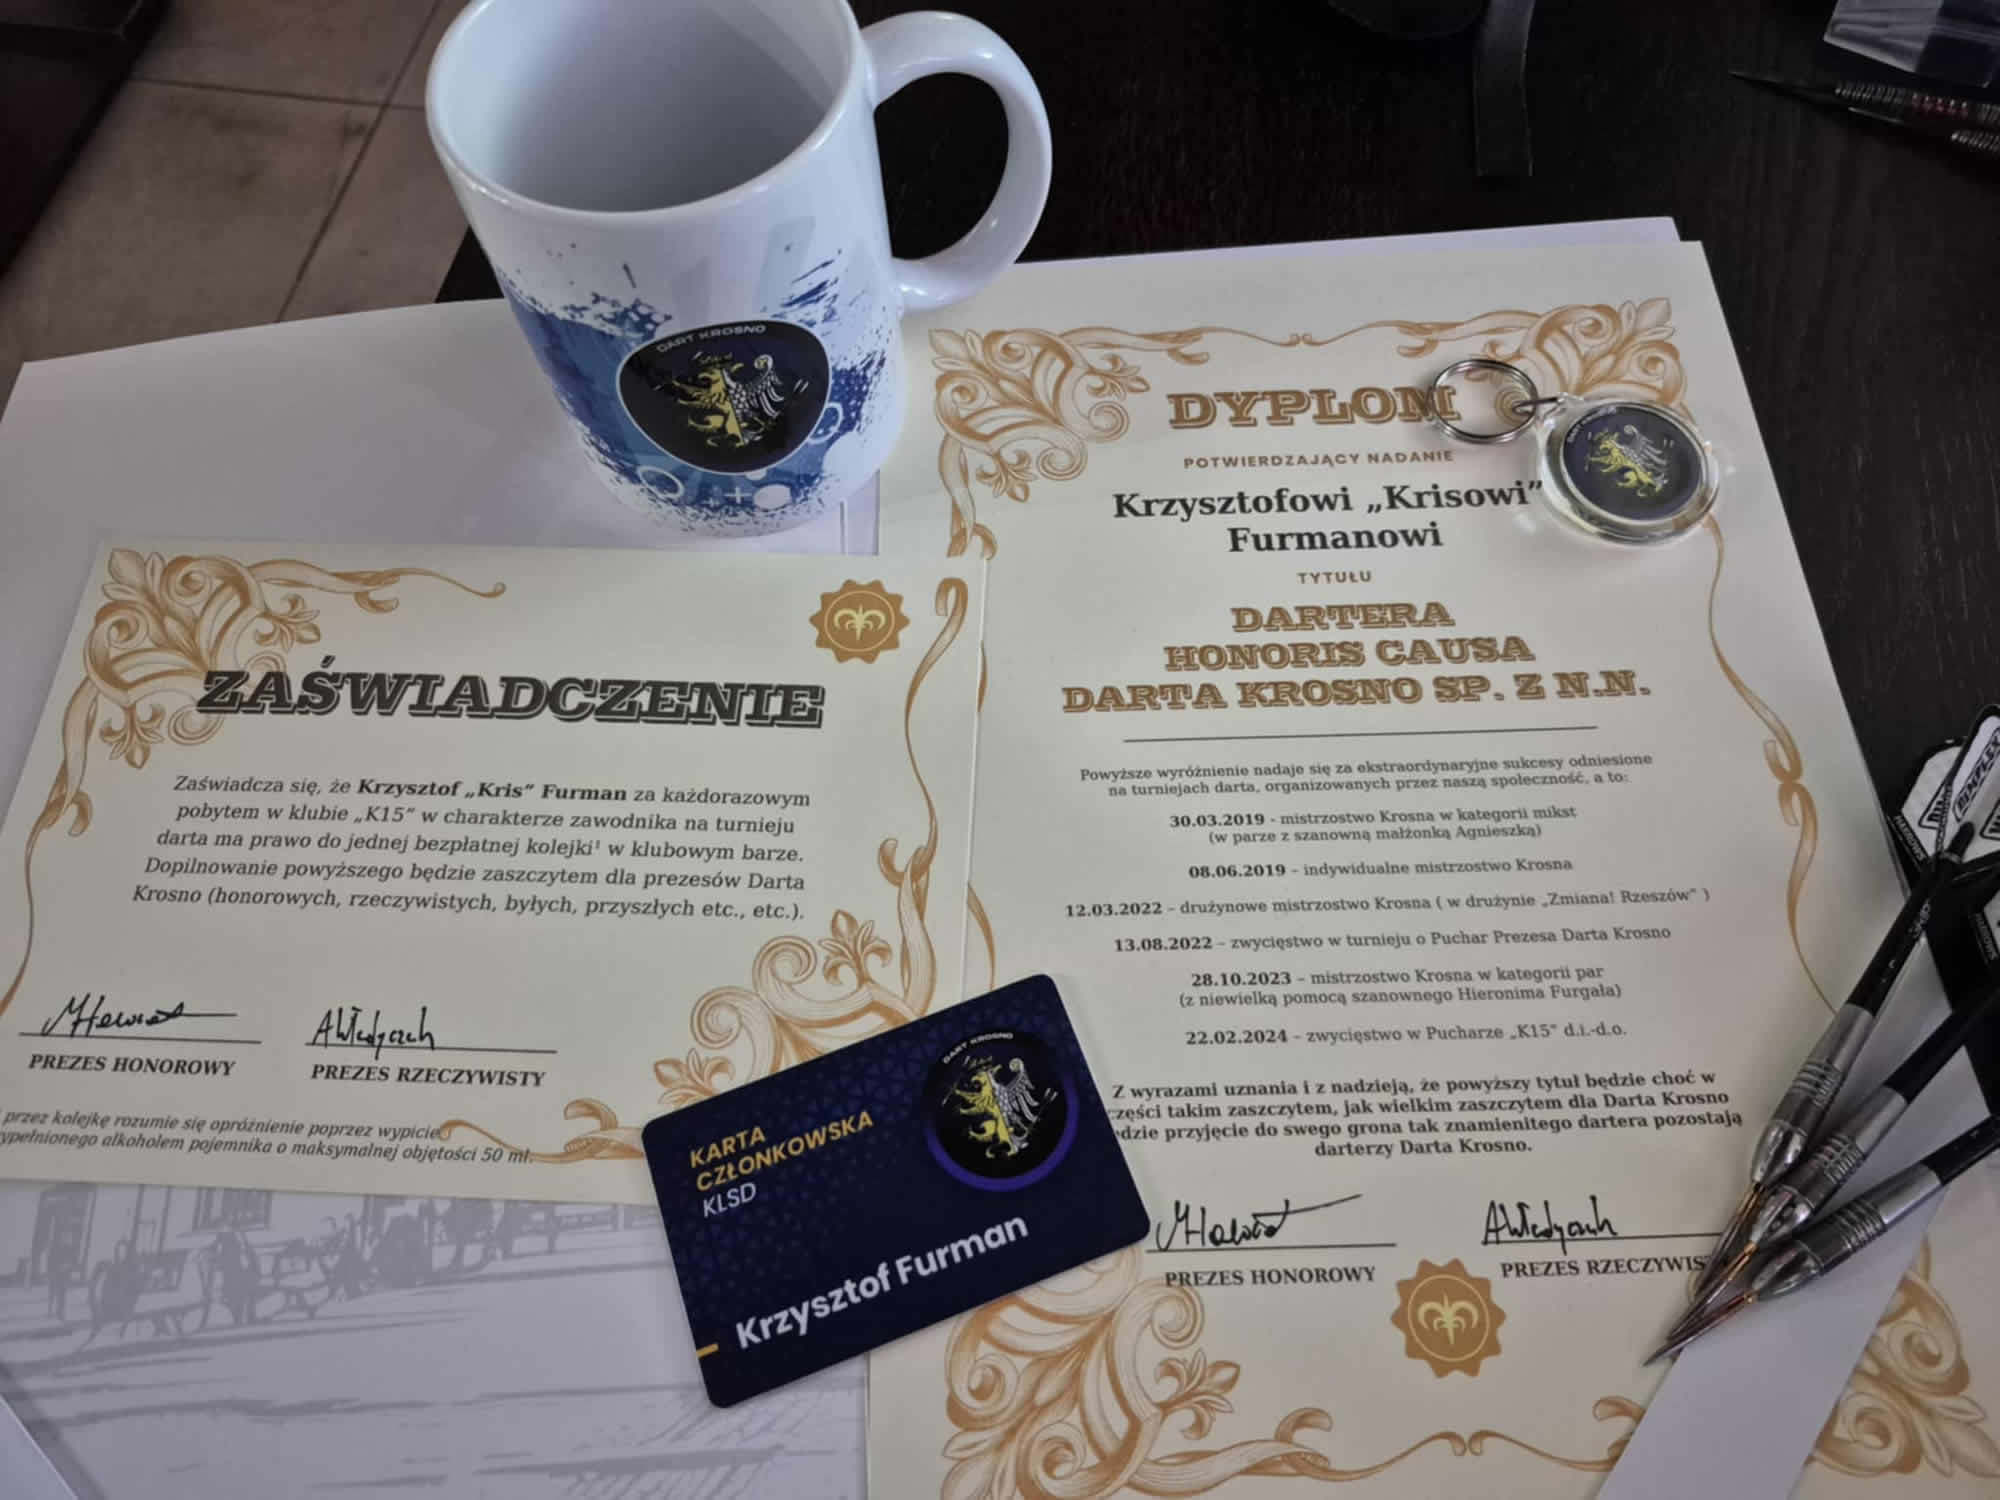 DART KROSNO
DYPLOM
POTWIERDZAJĄCY NADANIE
Krzysztofowi „Krisowi”
Furmanowi
TYTUŁU
DARTERA
HONORIS CAUSA
DARTA KROSNO SP. Z N.N.
Powyższe wyróżnienie nadaje się za ekstraordynaryjne sukcesy odniesione
na turniejach darta, organizowanych przez naszą społeczność, a to:
30.03.2019 - mistrzostwo Krosna w kategorii mikst
(w parze z szanowną małżonką Agnieszką)
08.06.2019 – indywidualne mistrzostwo Krosna
12.03.2022 – drużynowe mistrzostwo Krosna ( w drużynie „Zmiana! Rzeszów” )
13.08.2022 – zwycięstwo w turnieju o Puchar Prezesa Darta Krosno
28.10.2023 – mistrzostwo Krosna w kategorii par
(z niewielką pomocą szanownego Hieronima Furgała)
22.02.2024 – zwycięstwo w Pucharze „K15” d.i.-d.o.
Z wyrazami uznania i z nadzieją, że powyższy tytuł będzie choć w
części takim zaszczytem, jak wielkim zaszczytem dla Darta Krosno
dzie przyjęcie do swego grona tak znamienitego dartera pozostają
darterzy Darta Krosno.
PREZES HONOROWY
PREZES RZECZYWIS
ZAŚWIADCZENIE
Zaświadcza się, że Krzysztof „Kris” Furman za każdorazowym
pobytem w klubie „K15” w charakterze zawodnika na turnieju
darta ma prawo do jednej bezpłatnej kolejki¹ w klubowym barze.
Dopilnowanie powyższego będzie zaszczytem dla prezesów Darta
Krosno (honorowych, rzeczywistych, byłych, przyszłych etc., etc.).
PREZES HONOROWY
PREZES RZECZYWISTY
przez kolejkę rozumie się opróżnienie poprzez wypicie
ypełnionego alkoholem pojemnika o maksymalnej objętości 50 ml.
DART KROSNO
KARTA
CZŁONKOWSKA
KLSD
Krzysztof Furman